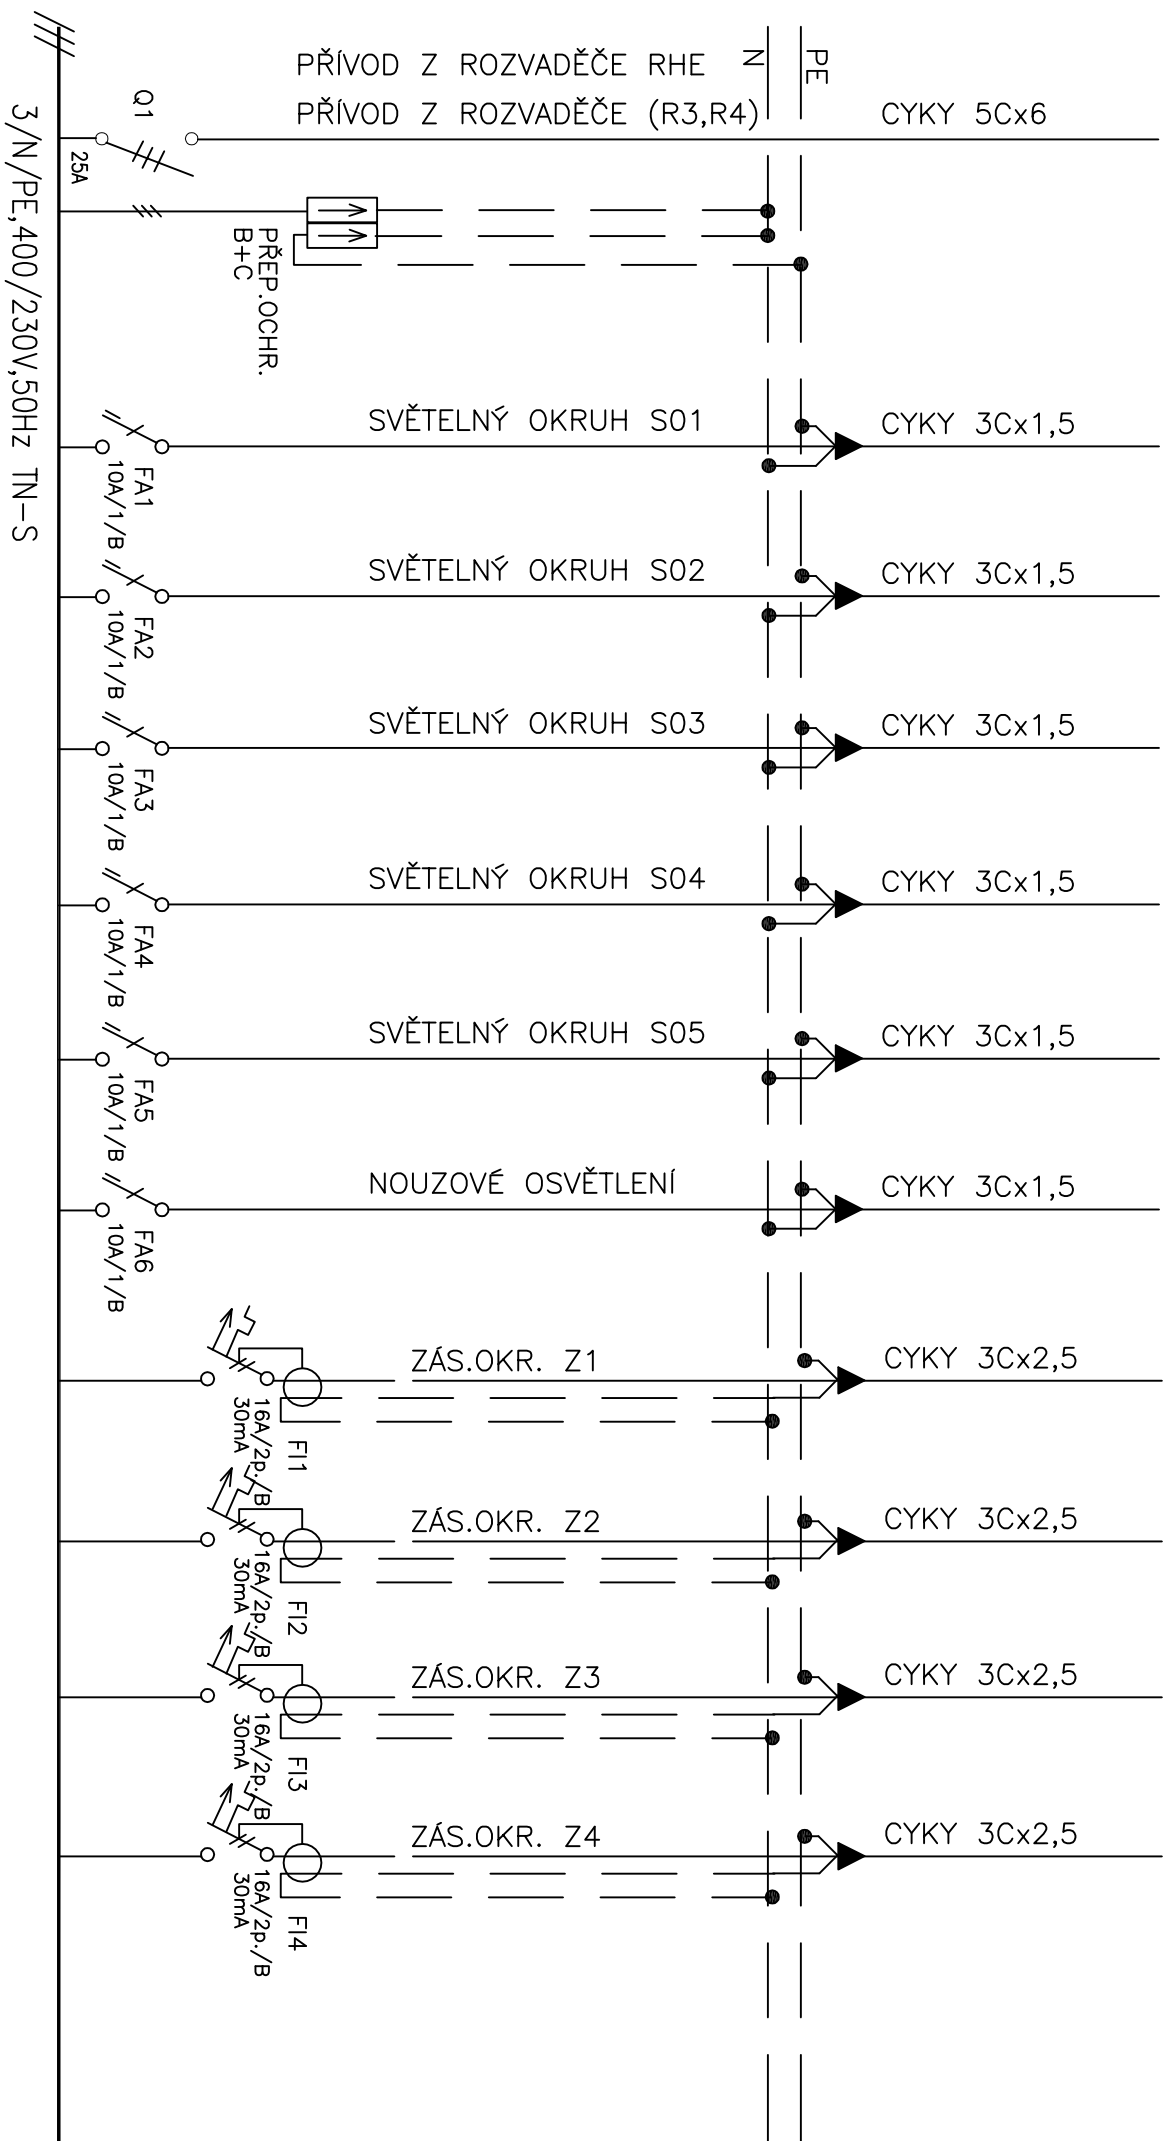 PŘÍVOD Z ROZVADĚČE RHE
N
PE
PŘÍVOD Z ROZVADĚČE (R3,R4)
CYKY 5Cx6
Q1
25A
3/N/PE,400/230V,50Hz TN-S
PŘEP.OCHR.
B+C
SVĚTELNÝ OKRUH S01
CYKY 3Cx1,5
FA1
10A/1/B
SVĚTELNÝ OKRUH S02
CYKY 3Cx1,5
FA2
10A/1/B
SVĚTELNÝ OKRUH S03
CYKY 3Cx1,5
FA3
10A/1/B
SVĚTELNÝ OKRUH S04
CYKY 3Cx1,5
FA4
10A/1/B
SVĚTELNÝ OKRUH S05
CYKY 3Cx1,5
FA5
10A/1/B
NOUZOVÉ OSVĚTLENÍ
CYKY 3Cx1,5
FA6
10A/1/B
ZÁS.OKR. Z1
CYKY 3Cx2,5
FI1
16A/2p./B
30mA
ZÁS.OKR. Z2
CYKY 3Cx2,5
FI2
16A/2p./B
30mA
ZÁS.OKR. Z3
CYKY 3Cx2,5
FI3
16A/2p./B
30mA
ZÁS.OKR. Z4
CYKY 3Cx2,5
FI4
16A/2p./B
30mA